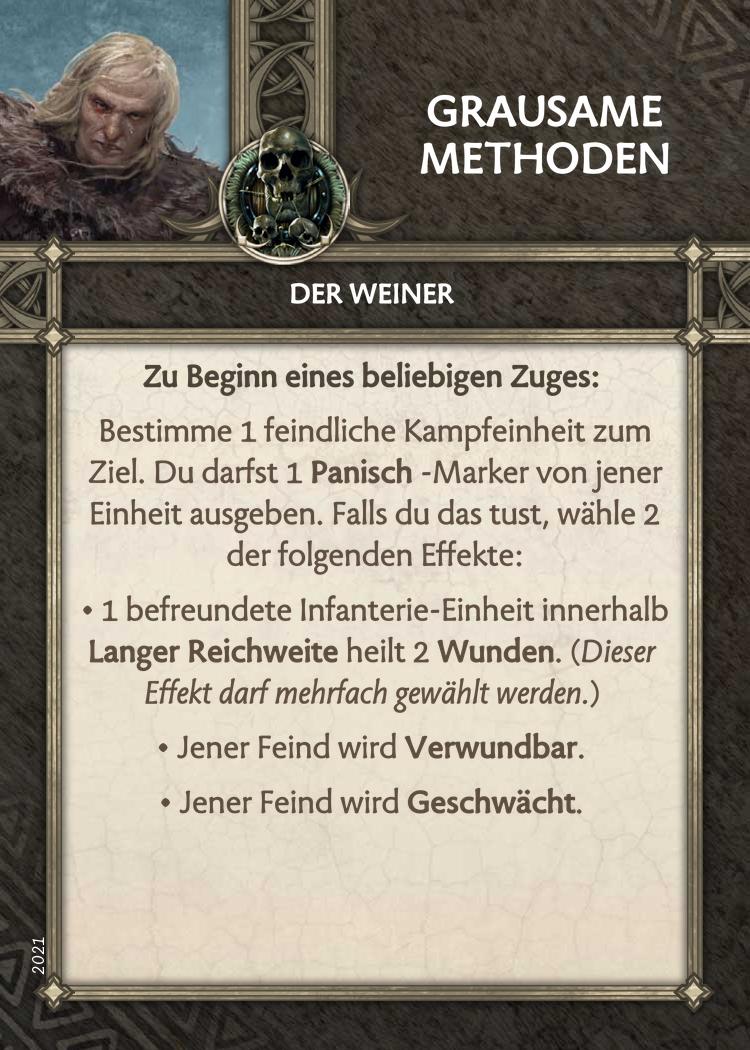 GRAUSAME
METHODEN
DER WEINER
Zu Beginn eines beliebigen Zuges:
Bestimme 1 feindliche Kampfeinheit zum
Ziel. Du darfst 1 Panisch -Marker von jener
Einheit ausgeben. Falls du das tust, wähle 2
der folgenden Effekte:
• 1 befreundete Infanterie-Einheit innerhalb
Langer Reichweite heilt 2 Wunden. (Dieser
Effekt darf mehrfach gewählt werden.)
• Jener Feind wird Verwundbar.
• Jener Feind wird Geschwächt.
2021